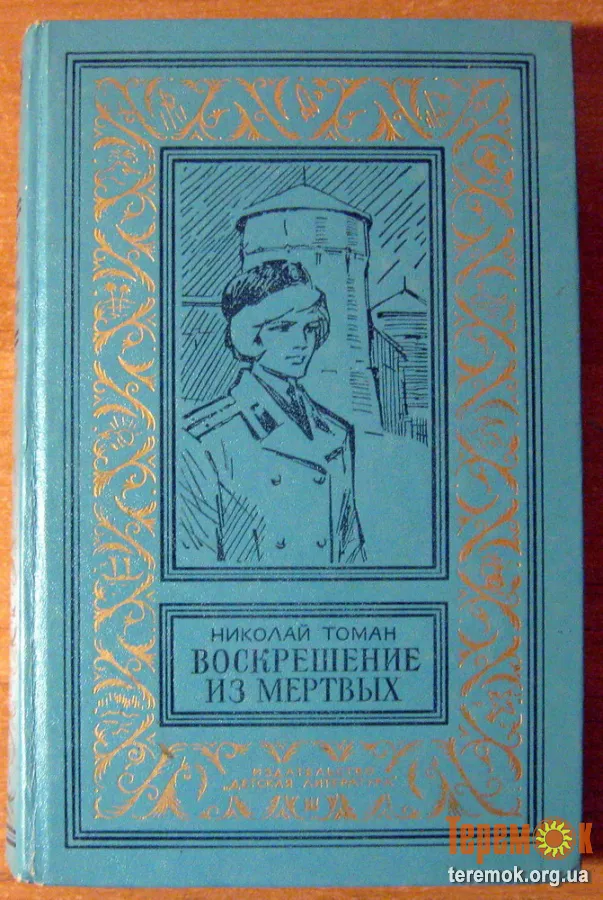 НИКОЛАЙ ТОМАН
ВОСКРЕШЕНИЕ
ИЗ МЕРТВЫХ
ИЗДАТЕЛЬСТВО
„ДЕТСКАЯ ЛИТЕРАТУРА“
Теремок
teremok.org.ua